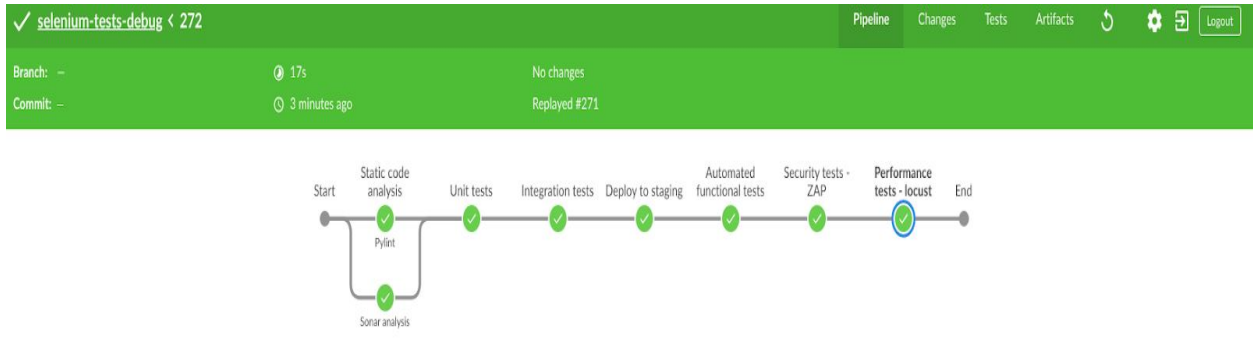 selenium-tests-debug < 272
Pipeline
Changes
Tests
Artifacts
Logout
Branch: —
17s
No changes
Commit: —
3 minutes ago
Replayed #271
Start
Static code
analysis
Unit tests
Integration tests
Deploy to staging
Automated
functional tests
Security tests -
ZAP
Performance
tests - locust
End
Pylint
Sonar analysis